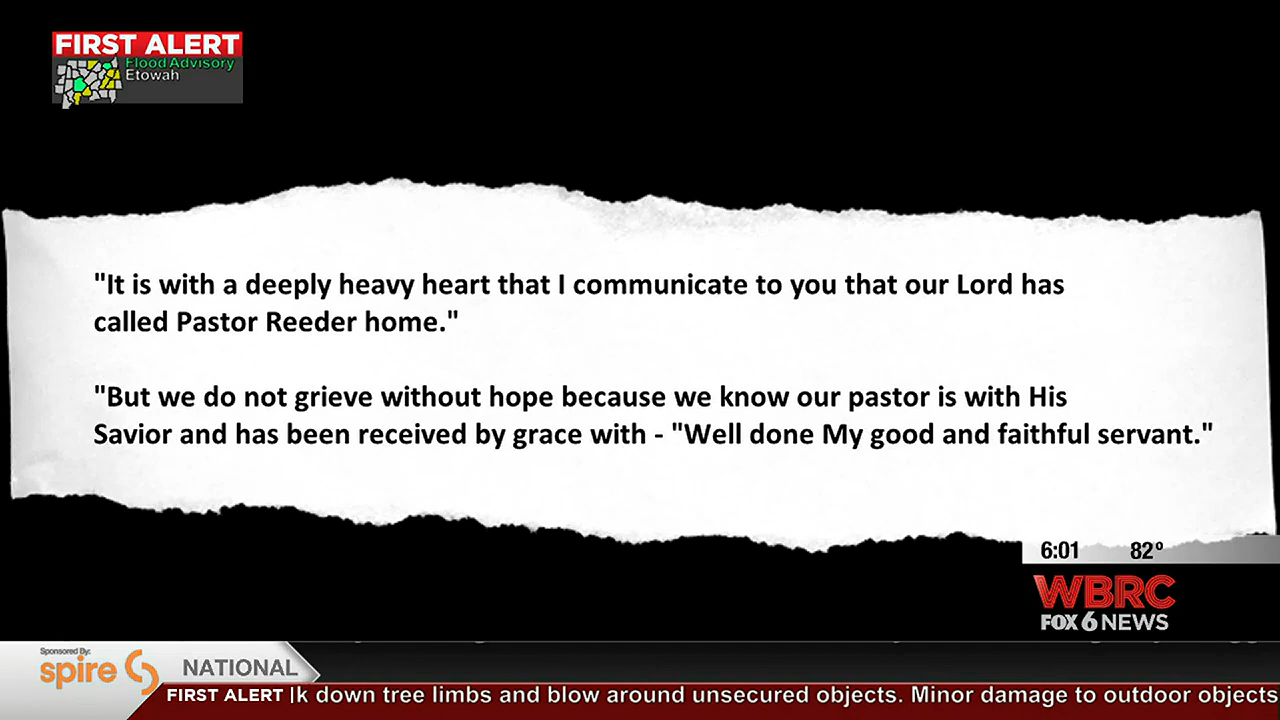 FIRST ALERT
Flood Advisory
Etowah
"It is with a deeply heavy heart that I communicate to you that our Lord has
called Pastor Reeder home."
"But we do not grieve without hope because we know our pastor is with His
Savior and has been received by grace with - "Well done My good and faithful servant."
6:01 82°
WBRC
FOX 6 NEWS
Sponsored By:
spire
NATIONAL
FIRST ALERT
down tree limbs and blow around unsecured objects. Minor damage to outdoor objects